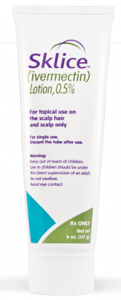 Sklice®
(ivermectin)
Lotion, 0.5%
For topical use on
the scalp hair
and scalp only
For single use.
Discard the tube after use.
Warning
Keep out of reach of children.
Use in children should be under
the direct supervision of an adult.
Do not swallow.
Avoid eye contact
Rx ONLY
Net wt
4 oz. (117 g)